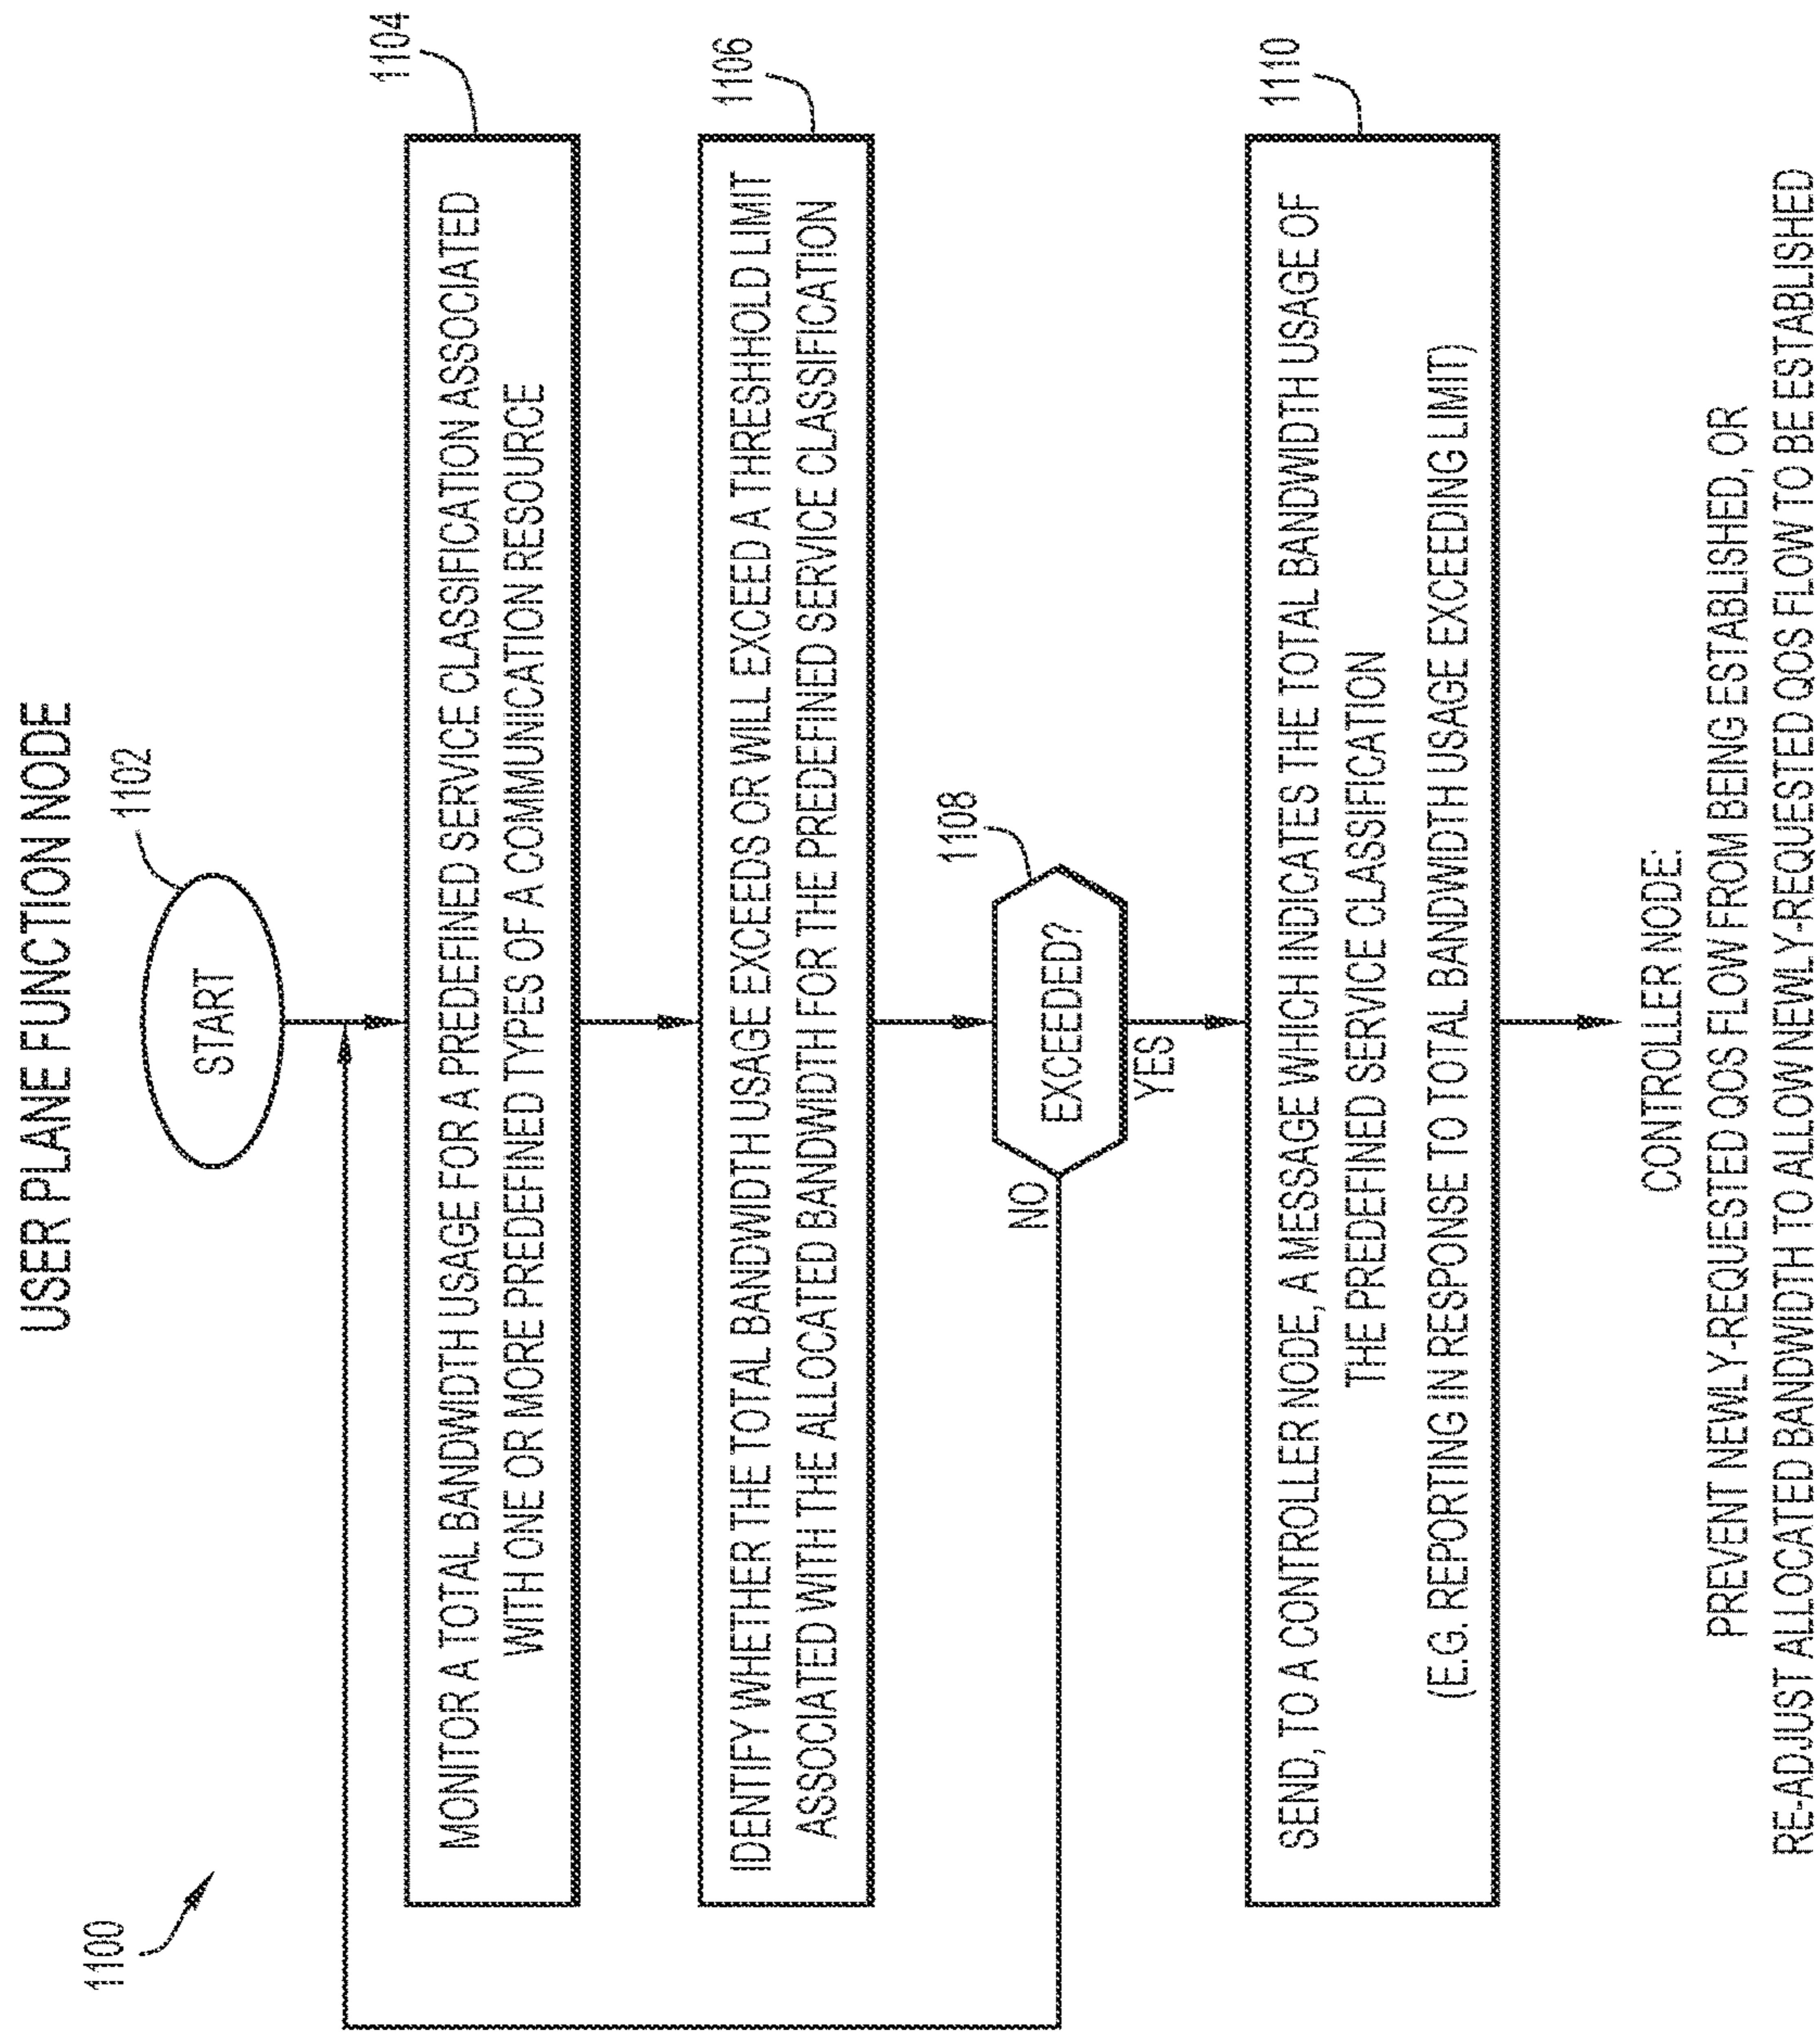 USER PLANE FUNCTION NODE
1100
1102
START
1104
MONITOR A TOTAL BANDWIDTH USAGE FOR A PREDEFINED SERVICE CLASSIFICATION ASSOCIATED
WITH ONE OR MORE PREDEFINED TYPES OF A COMMUNICATION RESOURCE
1106
IDENTIFY WHETHER THE TOTAL BANDWIDTH USAGE EXCEEDS OR WILL EXCEED A THRESHHOLD LIMIT
ASSOCIATED WITH THE ALLOCATED BANDWIDTH FOR THE PREDEFINED SERVICE CLASSIFICATION
1108
EXCEEDED?
NO
YES
1110
SEND, TO A CONTROLLER NODE, A MESSAGE WHICH INDICATES THE TOTAL BANDWIDTH USAGE OF
THE PREDEFINED SERVICE CLASSIFICATION
(E.G. REPORTING IN RESPONSE TO TOTAL BANDWIDTH USAGE EXCEEDING LIMIT)
CONTROLLER NODE:
PREVENT NEWLY-REQUESTED QOS FLOW FROM BEING ESTABLISHED, OR
RE-ADJUST ALLOCATED BANDWIDTH TO ALLOW NEWLY-REQUESTED QOS FLOW TO BE ESTABLISHED